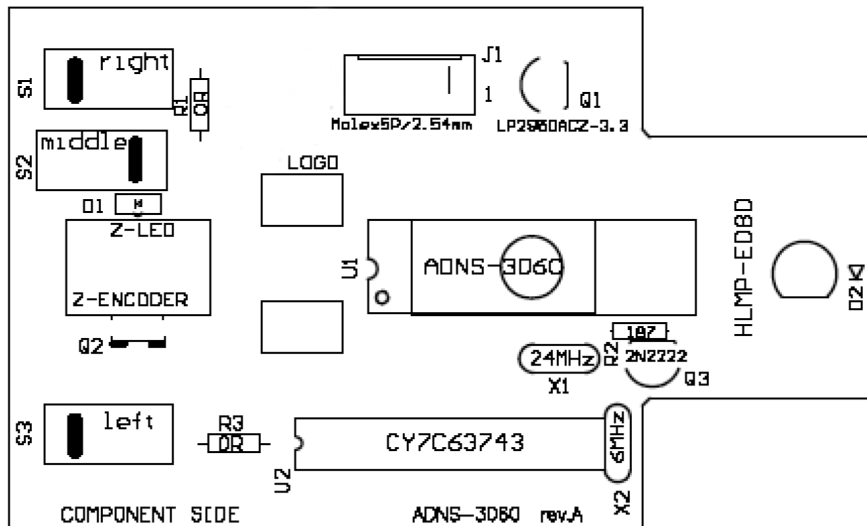 S1
right
R1
0R
J1
1
Molex5P/2.54mm
Q1
LP2980ACZ-3.3
S2
middle
LOGO
D1
Z-LED
Z-ENCODER
Q2
U1
ADNS-3060
HLMP-ED80
D2
187
R2
2N2222
Q3
24MHz
X1
S3
left
R3
0R
U2
CY7C63743
6MHz
X2
COMPONENT SIDE
ADNS-3060 rev.A